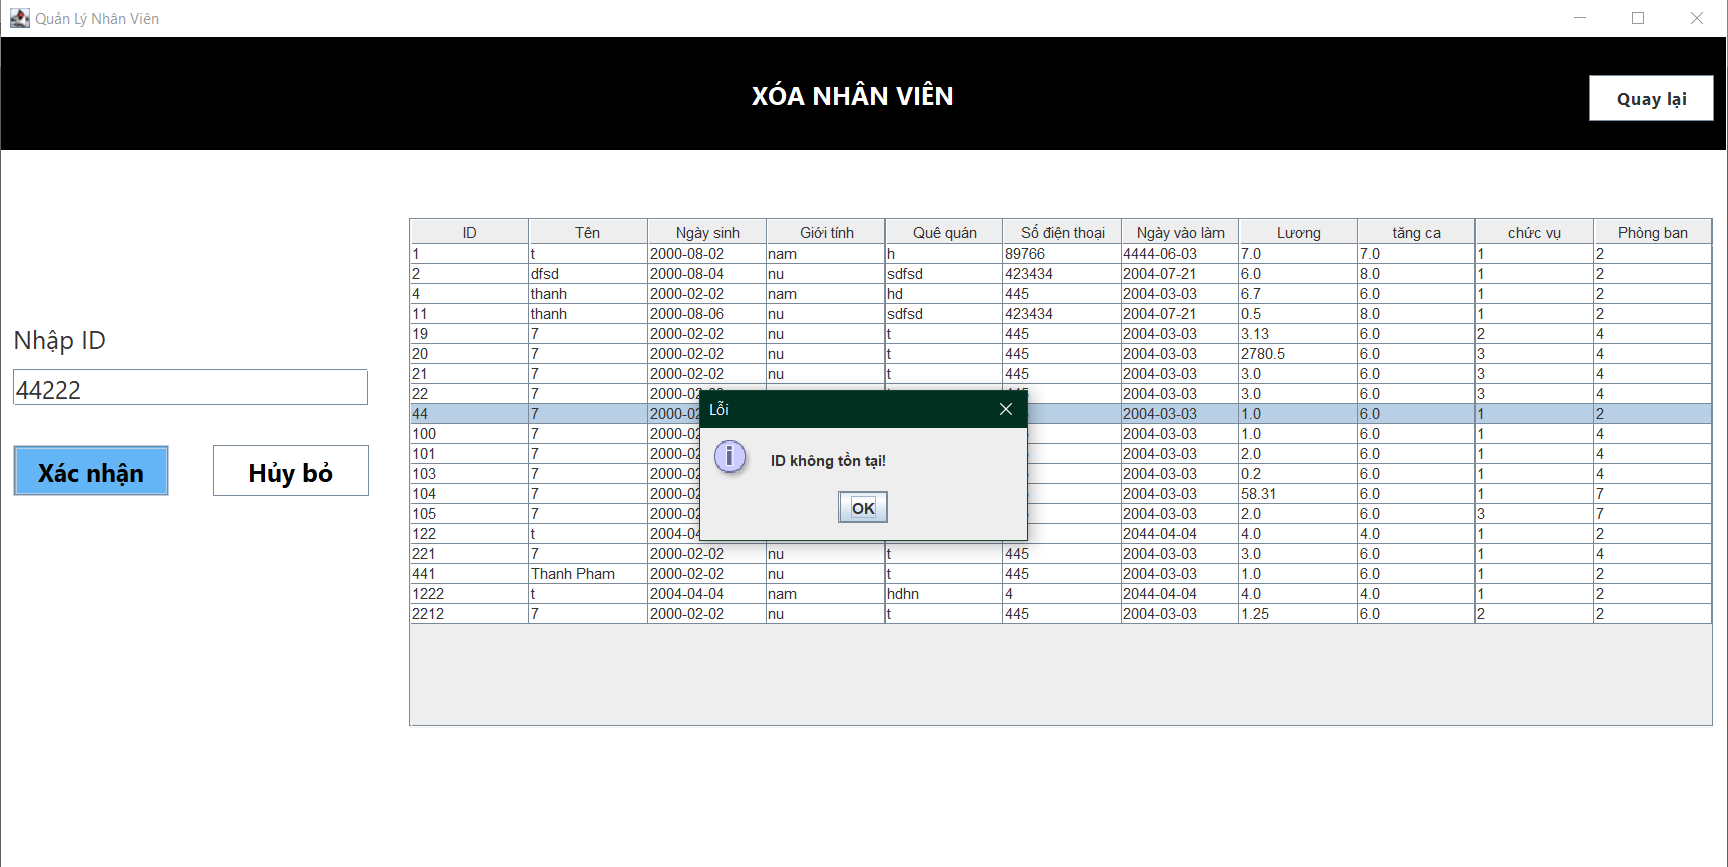 Quản Lý Nhân Viên
XÓA NHÂN VIÊN
Quay lại
Nhập ID
44222
Xác nhận Hủy bỏ
ID Tên Ngày sinh Giới tính Quê quán Số điện thoại Ngày vào làm Lương tăng ca chức vụ Phòng ban
1 t 2000-08-02 nam h 89766 4444-06-03 7.0 7.0 1 2
2 dfsd 2000-08-04 nu sdfsd 423434 2004-07-21 6.0 8.0 1 2
4 thanh 2000-02-02 nam hd 445 2004-03-03 6.7 6.0 1 2
11 thanh 2000-08-06 nu sdfsd 423434 2004-07-21 0.5 8.0 1 2
19 7 2000-02-02 nu t 445 2004-03-03 3.13 6.0 2 4
20 7 2000-02-02 nu t 445 2004-03-03 2780.5 6.0 3 4
21 7 2000-02-02 nu t 445 2004-03-03 3.0 6.0 3 4
22 7 2004-03-03 3.0 6.0 3 4
44 7 2004-03-03 1.0 6.0 1 2
100 7 2004-03-03 1.0 6.0 1 4
101 7 2004-03-03 2.0 6.0 1 4
103 7 2004-03-03 0.2 6.0 1 4
104 7 2004-03-03 58.31 6.0 1 7
105 7 2004-03-03 2.0 6.0 3 7
122 t 2044-04-04 4.0 4.0 1 2
221 7 2000-02-02 nu t 445 2004-03-03 3.0 6.0 1 4
441 Thanh Pham 2000-02-02 nu t 445 2004-03-03 1.0 6.0 1 2
1222 t 2004-04-04 nam hdhn 4 2044-04-04 4.0 4.0 1 2
2212 7 2000-02-02 nu t 445 2004-03-03 1.25 6.0 2 2
Lỗi
ID không tồn tại!
OK